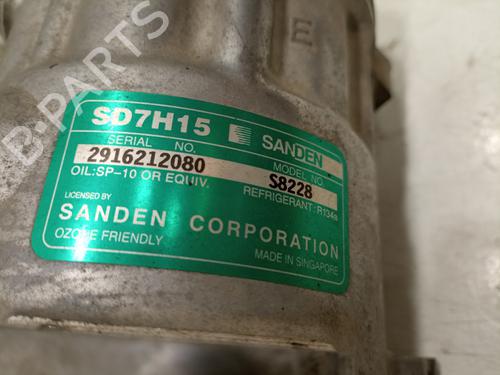 E
SD7H15 SANDEN
SERIAL NO. MODEL NO.
2916212080 S8228
OIL:SP-10 OR EQUIV. REFRIGERANT:R134a
LICENSED BY
SANDEN CORPORATION
OZONE FRIENDLY MADE IN SINGAPORE